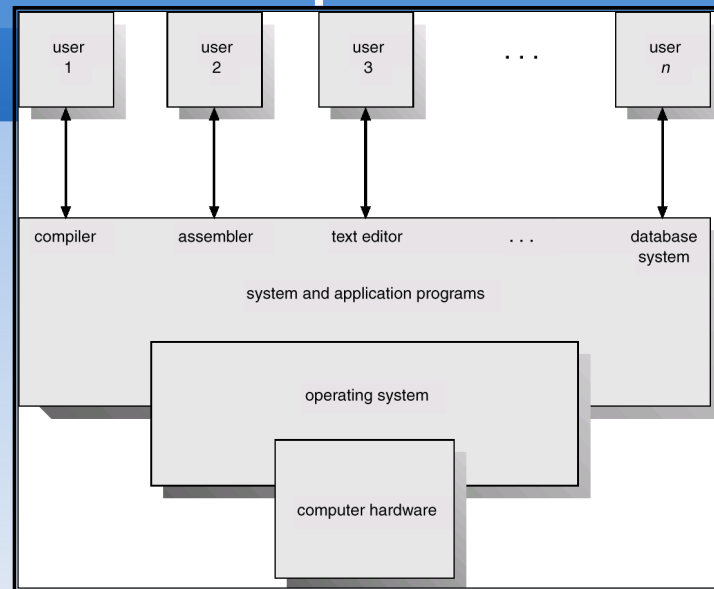 user user user . . . user
1 2 3 n
compiler assembler text editor . . . database
system
system and application programs
operating system
computer hardware